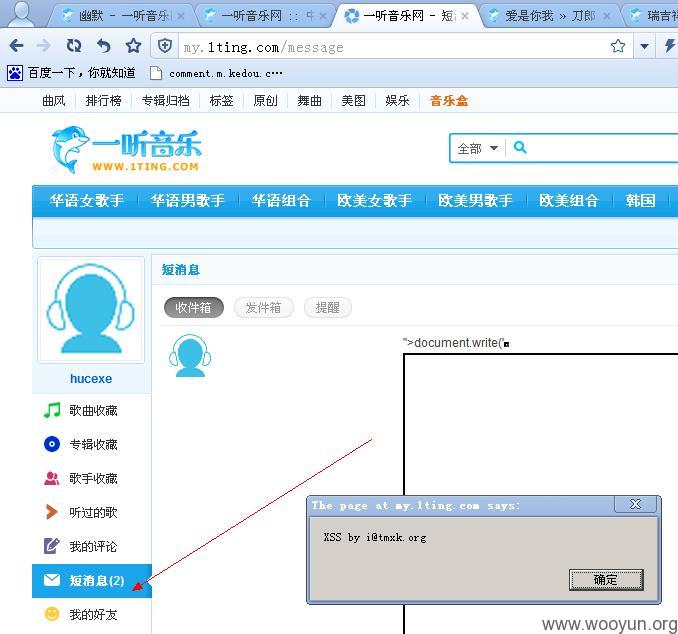 幽默 – 一听音乐
一听音乐网 :: 中
一听音乐网 - 短
爱是你我 » 刀郎
瑞吉祥
my.1ting.com/message
百度一下，你就知道 comment.m.kedou.c…
曲风 排行榜 专辑归档 标签 原创 舞曲 美图 娱乐 音乐盒
一听音乐
WWW.1TING.COM
全部
华语女歌手 华语男歌手 华语组合 欧美女歌手 欧美男歌手 欧美组合 韩国
短消息
收件箱 发件箱 提醒
">document.write('
hucexe
歌曲收藏
专辑收藏
歌手收藏
听过的歌
我的评论
短消息(2)
我的好友
The page at my.1ting.com says:
XSS by i@tmxk.org
确定
www.wooyun.org